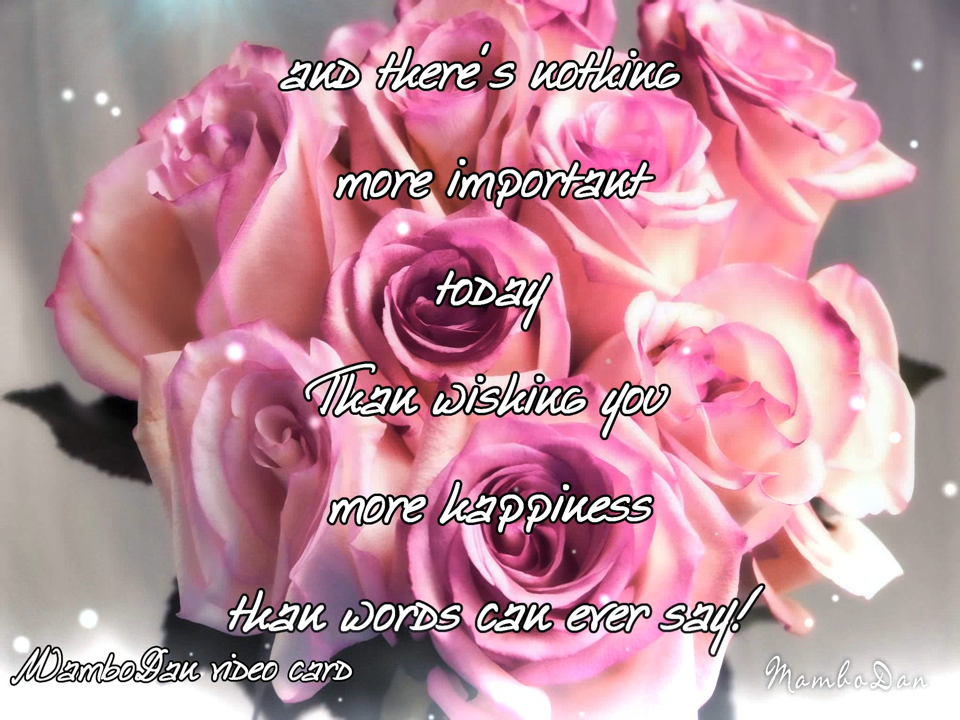 and there's nothing
more important
today
Than wishing you
more happiness
than words can ever say!
MamboDan video card
MamboDan